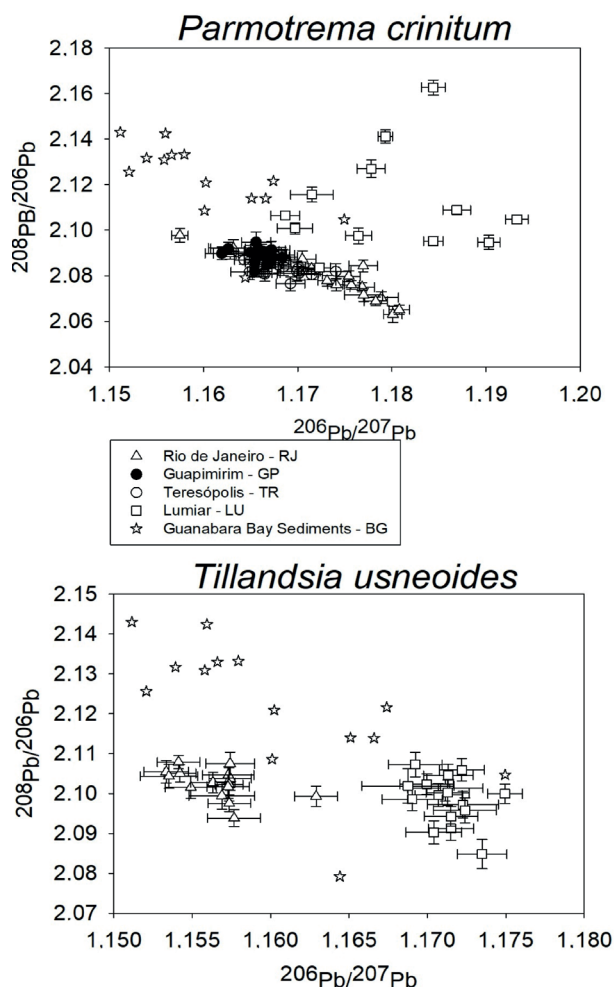 Parmotrema crinitum
2.18
2.16
2.14
2.12
2.10
2.08
2.06
2.04
208PB/206Pb
1,15 1,16 1,17 1,18 1,19 1,20
206Pb/207Pb
Rio de Janeiro - RJ
Guapimirim - GP
Teresópolis - TR
Lumiar - LU
Guanabara Bay Sediments - BG
Tillandsia usneoides
2.15
2.14
2.13
2.12
2.11
2.10
2.09
2.08
2.07
208Pb/206Pb
1,150 1,155 1,160 1,165 1,170 1,175 1,180
206Pb/207Pb